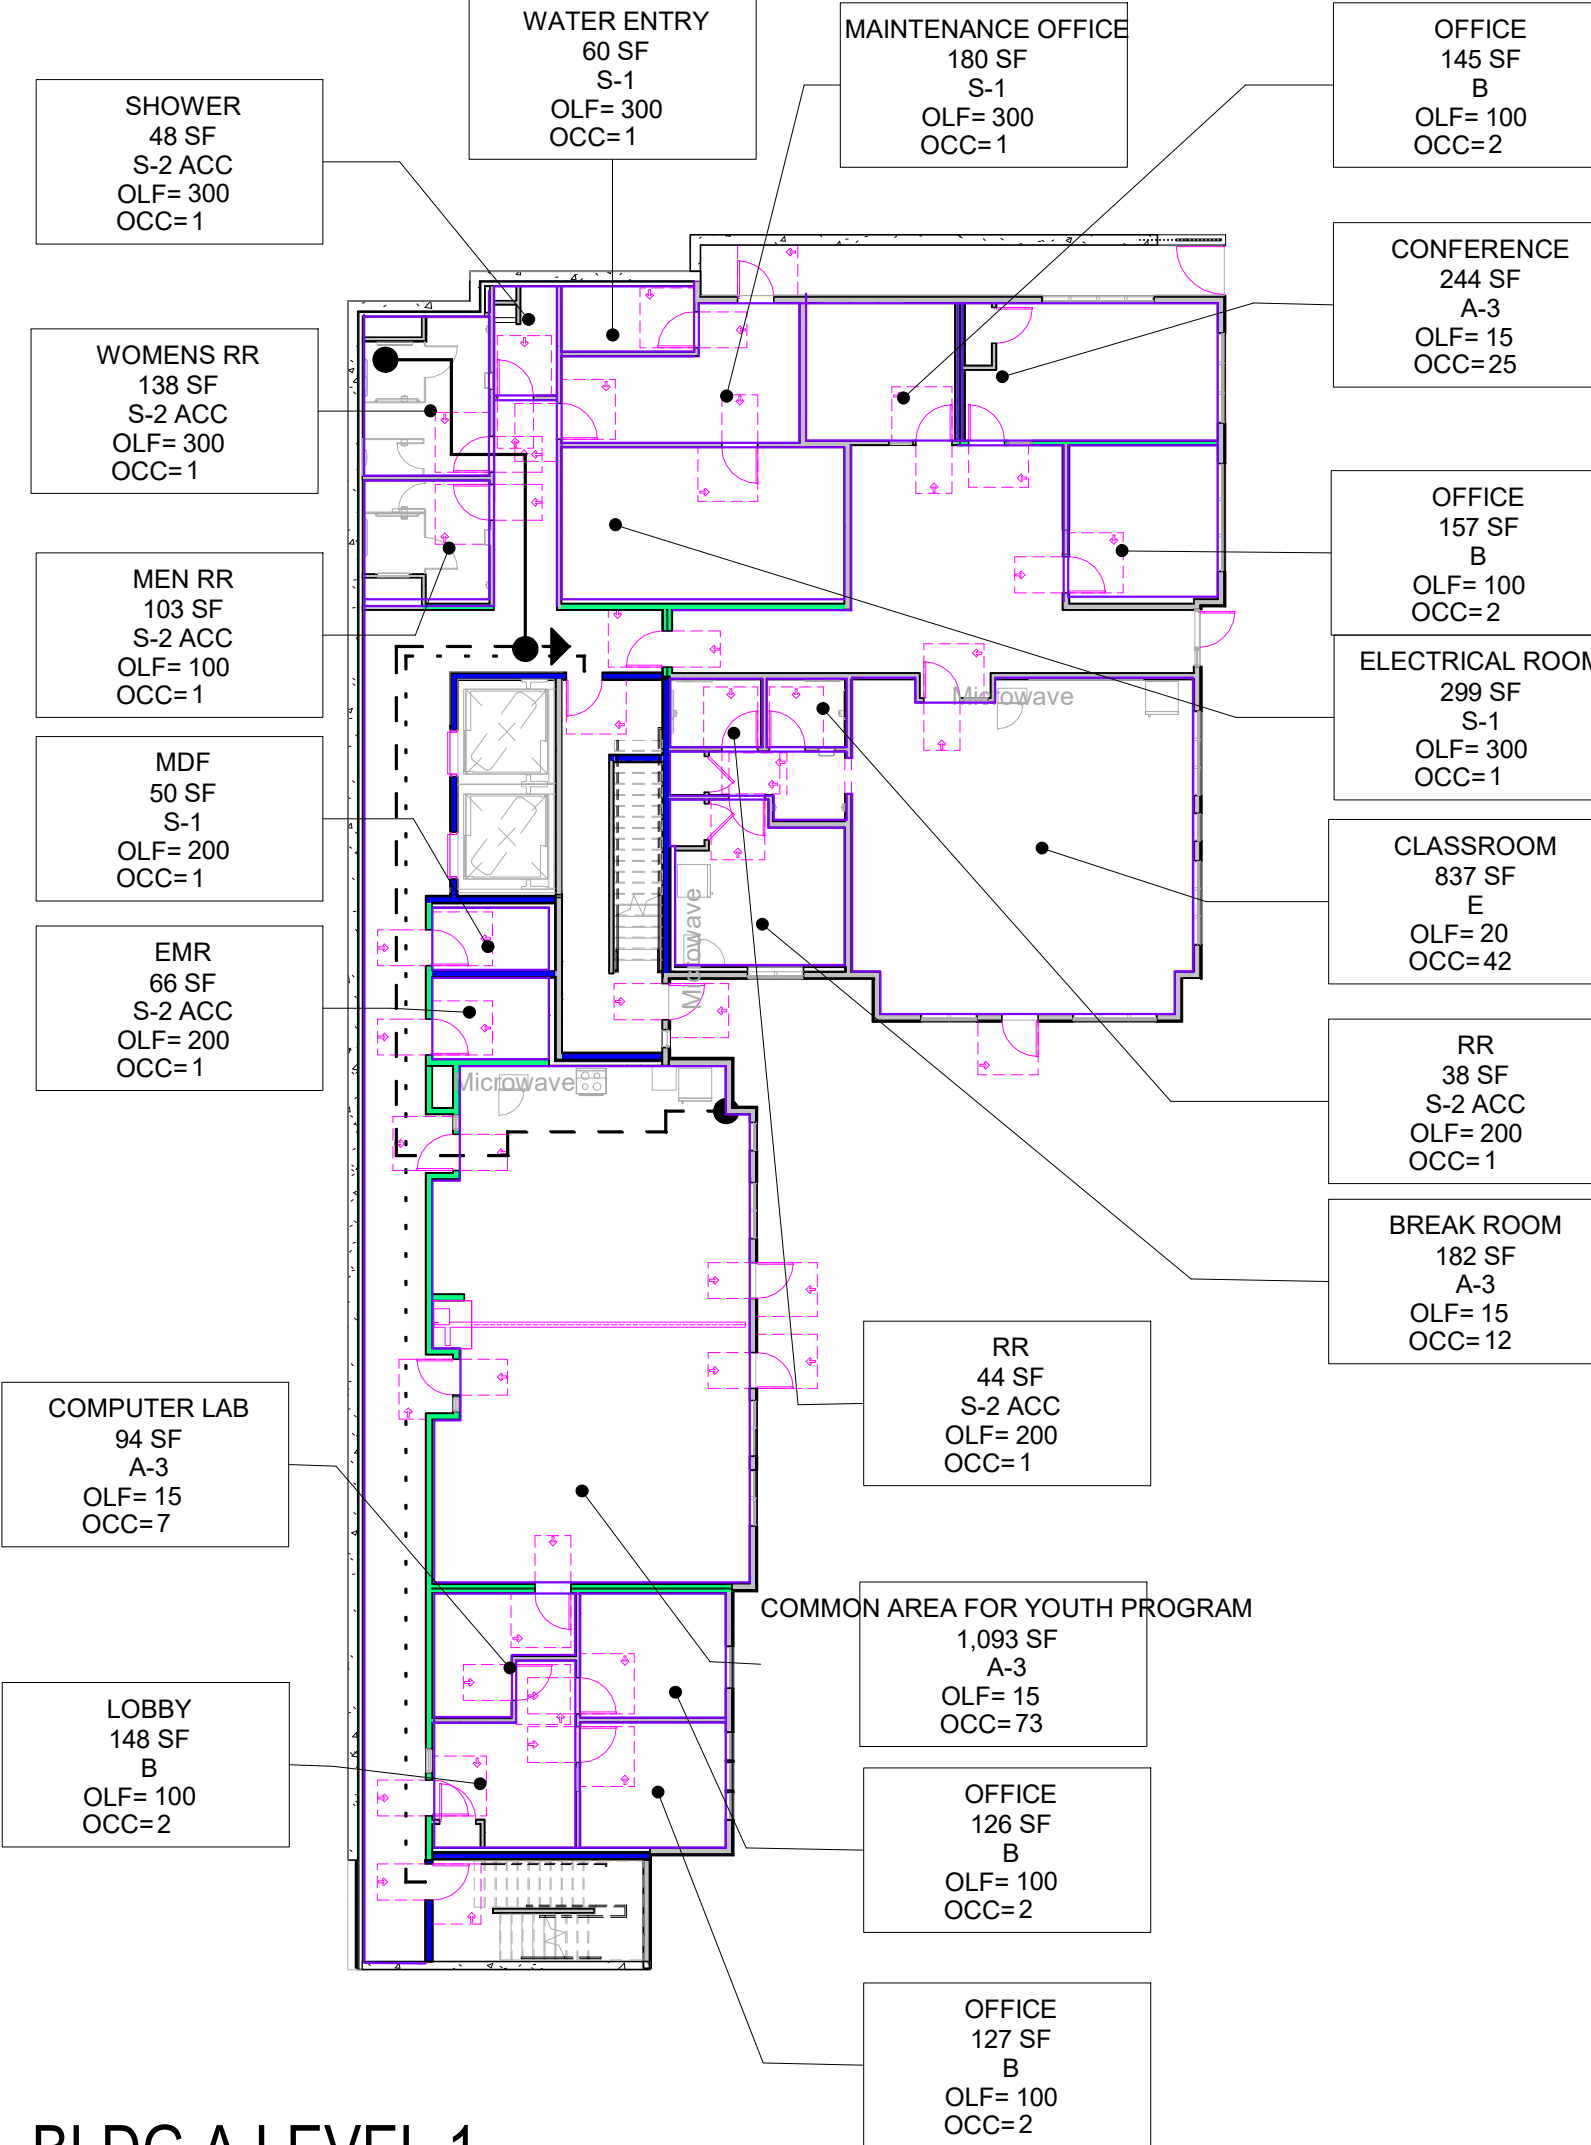 WATER ENTRY
60 SF
S-1
OLF= 300
OCC= 1
MAINTENANCE OFFICE
180 SF
S-1
OLF= 300
OCC= 1
OFFICE
145 SF
B
OLF= 100
OCC= 2
SHOWER
48 SF
S-2 ACC
OLF= 300
OCC= 1
CONFERENCE
244 SF
A-3
OLF= 15
OCC= 25
WOMENS RR
138 SF
S-2 ACC
OLF= 300
OCC= 1
OFFICE
157 SF
B
OLF= 100
OCC= 2
MEN RR
103 SF
S-2 ACC
OLF= 100
OCC= 1
ELECTRICAL ROOM
299 SF
S-1
OLF= 300
OCC= 1
Microwave
MDF
50 SF
S-1
OLF= 200
OCC= 1
CLASSROOM
837 SF
E
OLF= 20
OCC= 42
Microwave
EMR
66 SF
S-2 ACC
OLF= 200
OCC= 1
RR
38 SF
S-2 ACC
OLF= 200
OCC= 1
Microwave
BREAK ROOM
182 SF
A-3
OLF= 15
OCC= 12
RR
44 SF
S-2 ACC
OLF= 200
OCC= 1
COMPUTER LAB
94 SF
A-3
OLF= 15
OCC= 7
COMMON AREA FOR YOUTH PROGRAM
1,093 SF
A-3
OLF= 15
OCC= 73
LOBBY
148 SF
B
OLF= 100
OCC= 2
OFFICE
126 SF
B
OLF= 100
OCC= 2
OFFICE
127 SF
B
OLF= 100
OCC= 2
BLDG A LEVEL 1